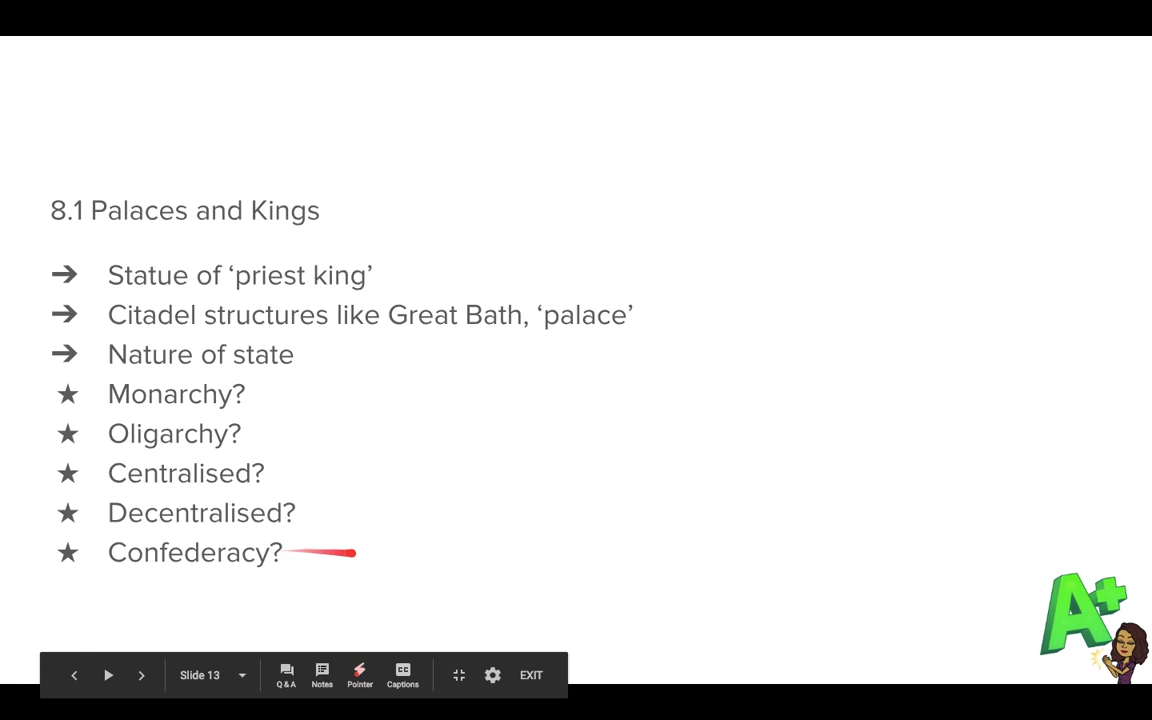 8.1 Palaces and Kings
➔ Statue of ‘priest king’
➔ Citadel structures like Great Bath, ‘palace’
➔ Nature of state
★ Monarchy?
★ Oligarchy?
★ Centralised?
★ Decentralised?
★ Confederacy?
A+
Slide 13
Q & A
Notes
Pointer
CC
Captions
EXIT